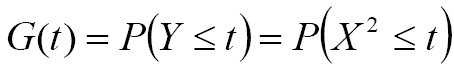 G(t) = P(Y ≤ t) = P(X² ≤ t)